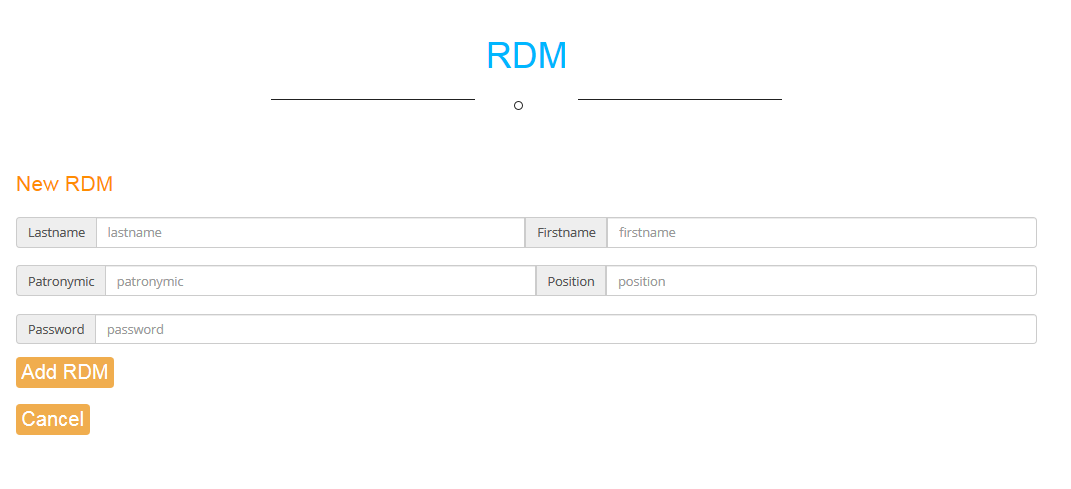 RDM
New RDM
Lastname lastname Firstname firstname
Patronymic patronymic Position position
Password password
Add RDM
Cancel